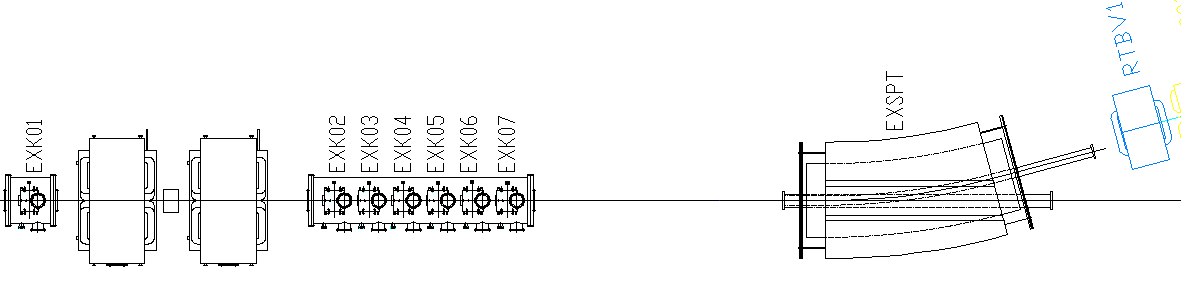 EXK01
EXK02
EXK03
EXK04
EXK05
EXK06
EXK07
EXSPT
RTBV1